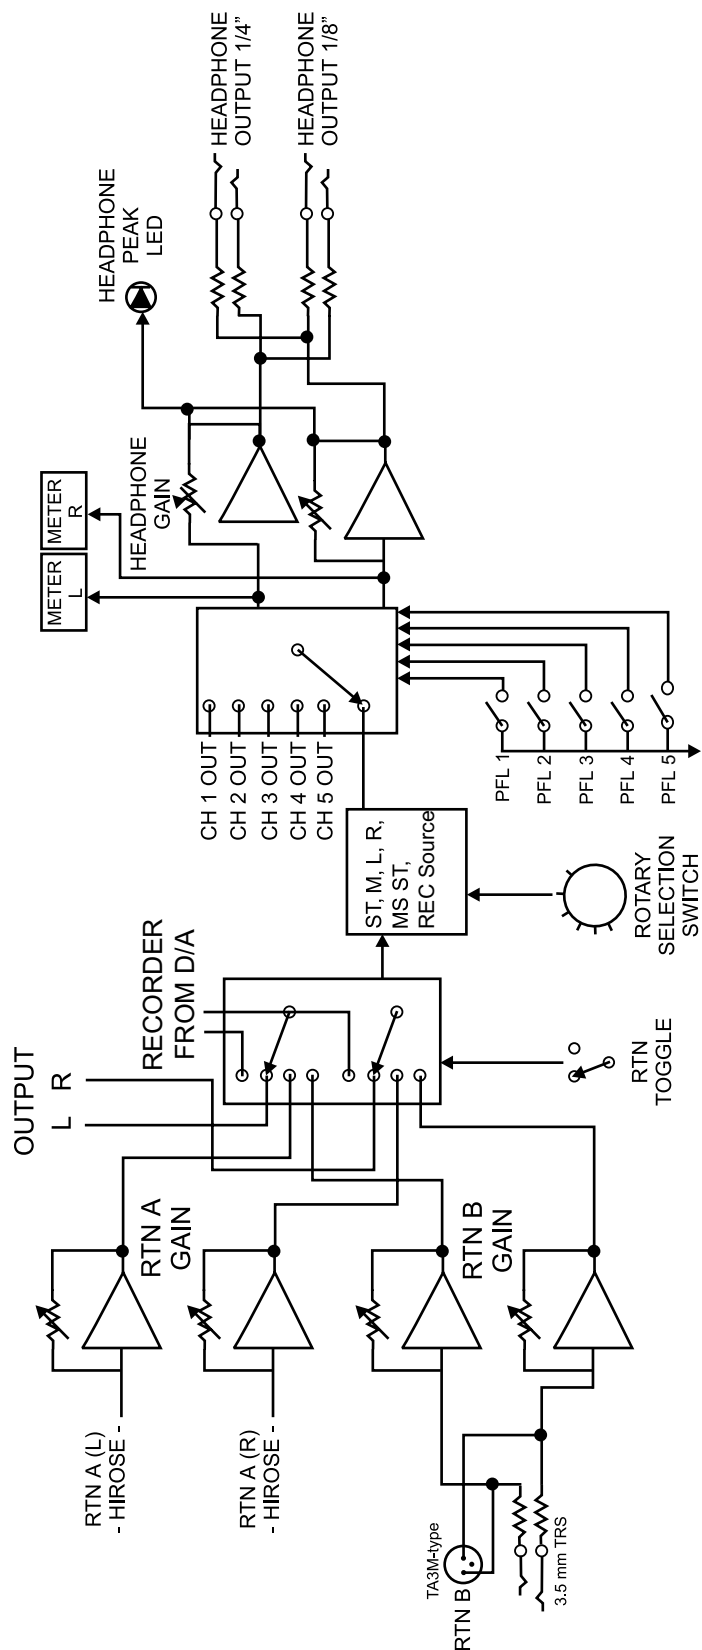 RTN A (L)
- HIROSE -
RTN A (R)
- HIROSE -
TA3M-type
RTN B
3.5 mm TRS
RTN A
GAIN
RTN B
GAIN
OUTPUT
L
R
RECORDER
FROM D/A
RTN
TOGGLE
ST, M, L, R,
MS ST,
REC Source
ROTARY
SELECTION
SWITCH
CH 1 OUT
CH 2 OUT
CH 3 OUT
CH 4 OUT
CH 5 OUT
PFL 1
PFL 2
PFL 3
PFL 4
PFL 5
METER
L
METER
R
HEADPHONE
GAIN
HEADPHONE
PEAK
LED
HEADPHONE
OUTPUT 1/4"
HEADPHONE
OUTPUT 1/8"